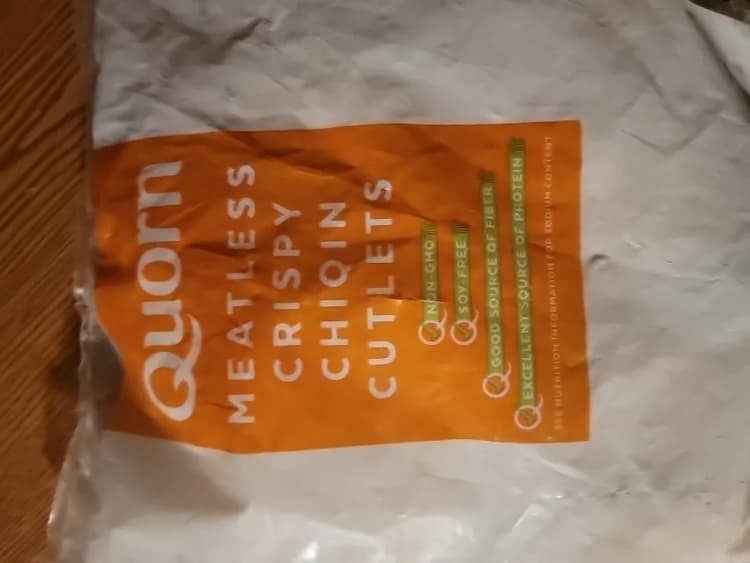 Quorn
MEATLESS
CRISPY
CHIQIN
CUTLETS
NON-GMO
SOY-FREE
GOOD SOURCE OF FIBER
EXCELLENT SOURCE OF PROTEIN
* SEE NUTRITION INFORMATION FOR SODIUM CONTENT